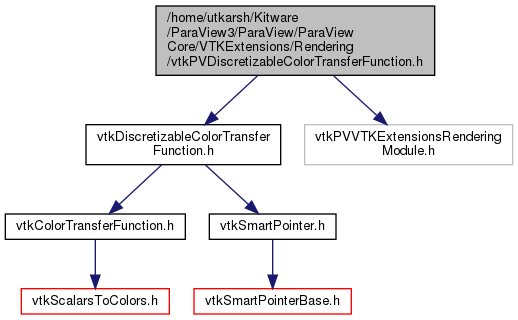 /home/utkarsh/Kitware
/ParaView3/ParaView/ParaView
Core/VTKExtensions/Rendering
/vtkPVDiscretizableColorTransferFunction.h
vtkDiscretizableColorTransfer
Function.h
vtkPVVTKExtensionsRendering
Module.h
vtkColorTransferFunction.h
vtkSmartPointer.h
vtkScalarsToColors.h
vtkSmartPointerBase.h